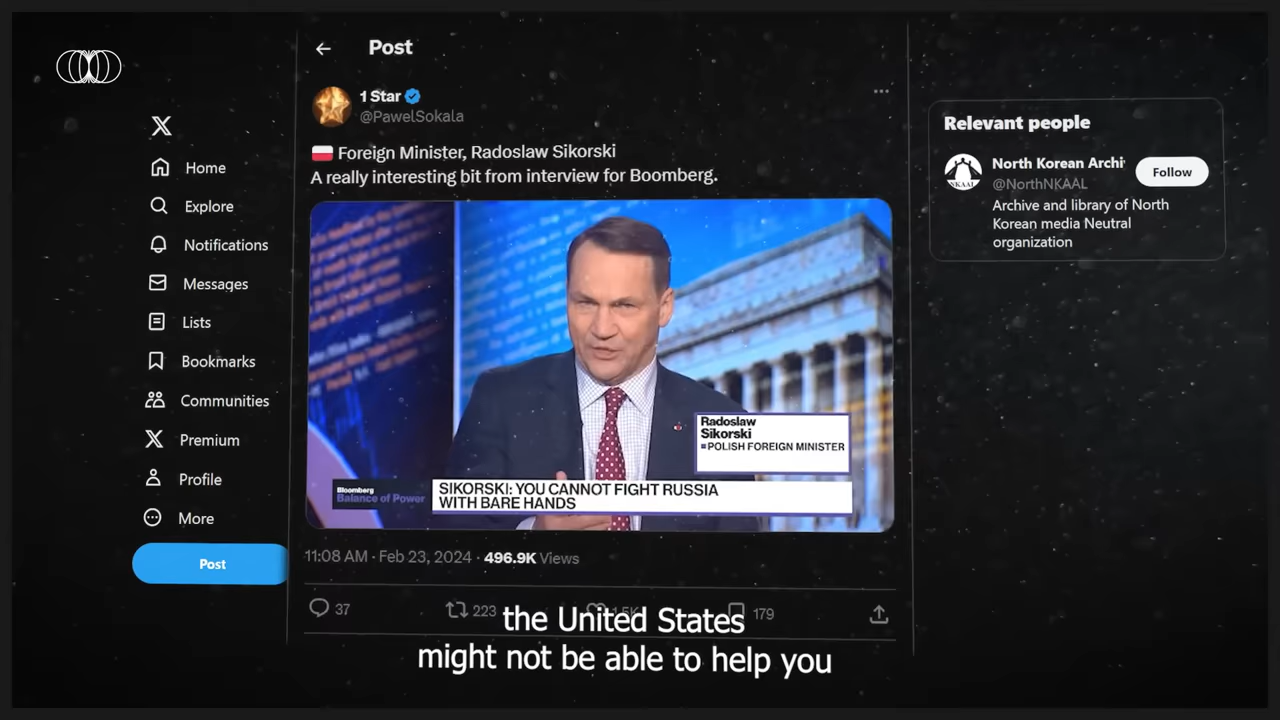 Post
1 Star
@PawelSokala
Foreign Minister, Radoslaw Sikorski
A really interesting bit from interview for Boomberg.
Home
Explore
Notifications
Messages
Lists
Bookmarks
Communities
Premium
Profile
More
Post
Radoslaw
Sikorski
POLISH FOREIGN MINISTER
Bloomberg
Balance of Power
SIKORSKI: YOU CANNOT FIGHT RUSSIA
WITH BARE HANDS
11:08 AM · Feb 23, 2024 · 496.9K Views
37
223
1.5K
179
the United States
might not be able to help you
Relevant people
North Korean Archi
@NorthNKAAL
Follow
Archive and library of North
Korean media Neutral
organization
NKAAL